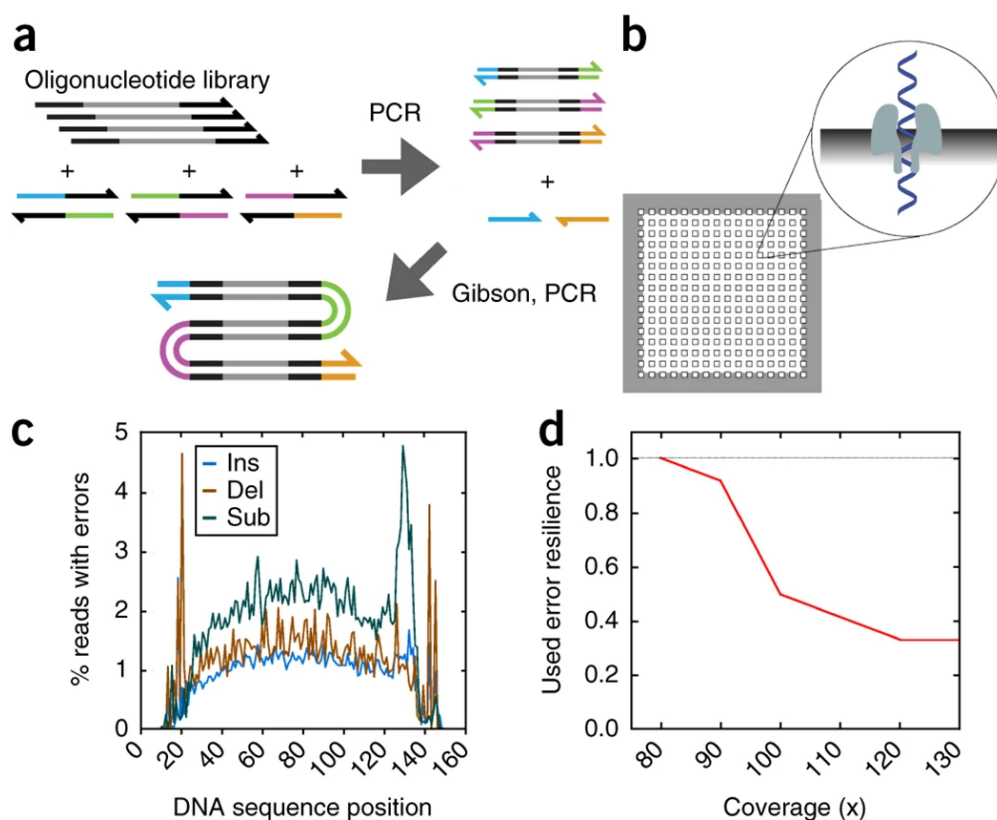 a
Oligonucleotide library
+
+
+
PCR
+
Gibson, PCR
b
c
% reads with errors
5
4
3
2
1
0
Ins
Del
Sub
0
20
40
60
80
100
120
140
160
DNA sequence position
d
Used error resilience
1.0
0.8
0.6
0.4
0.2
0.0
80
90
100
110
120
130
Coverage (x)